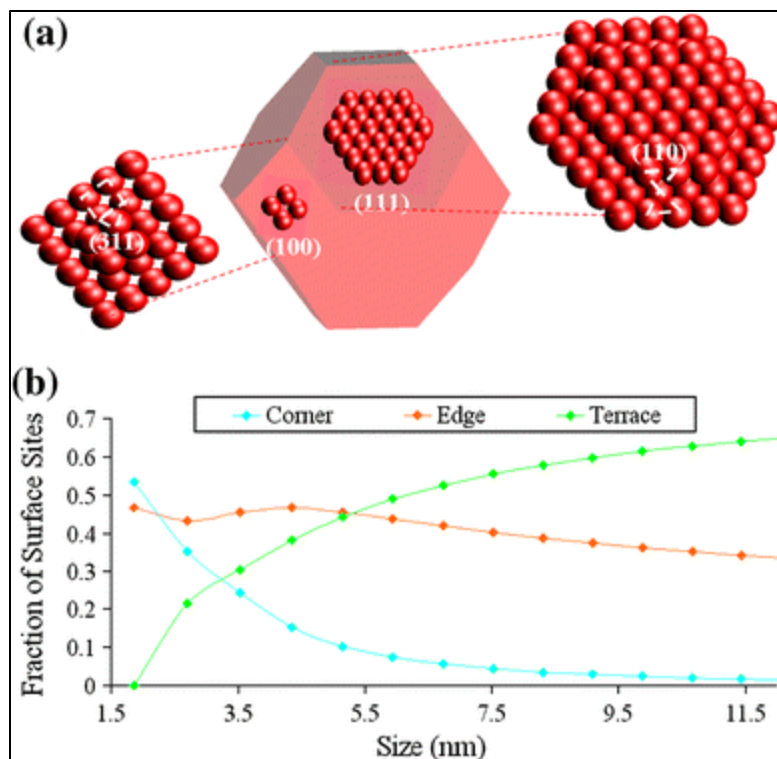 (a)
(110)
(111)
(311)
(100)
(b)
Corner Edge Terrace
0.7
0.6
0.5
0.4
0.3
0.2
0.1
0
Fraction of Surface Sites
1.5 3.5 5.5 7.5 9.5 11.5
Size (nm)